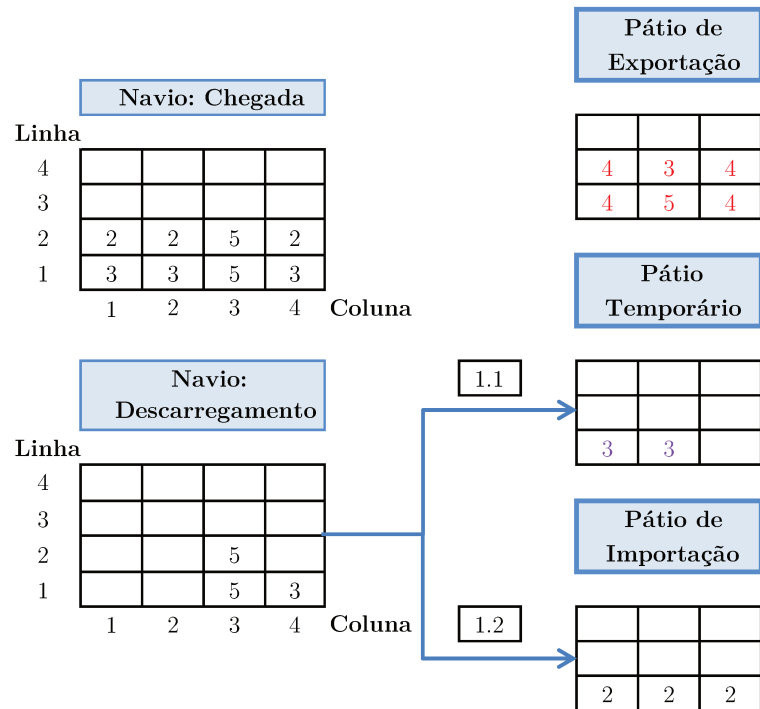 Pátio de
Exportação
Navio: Chegada
Linha
4
3
2 2 2 5 2
1 3 3 5 3
1 2 3 4 Coluna
4 3 4
4 5 4
Pátio
Temporário
Navio:
Descarregamento
1.1
3 3
Linha
4
3
2 5
1 5 3
1 2 3 4 Coluna
Pátio de
Importação
1.2
2 2 2